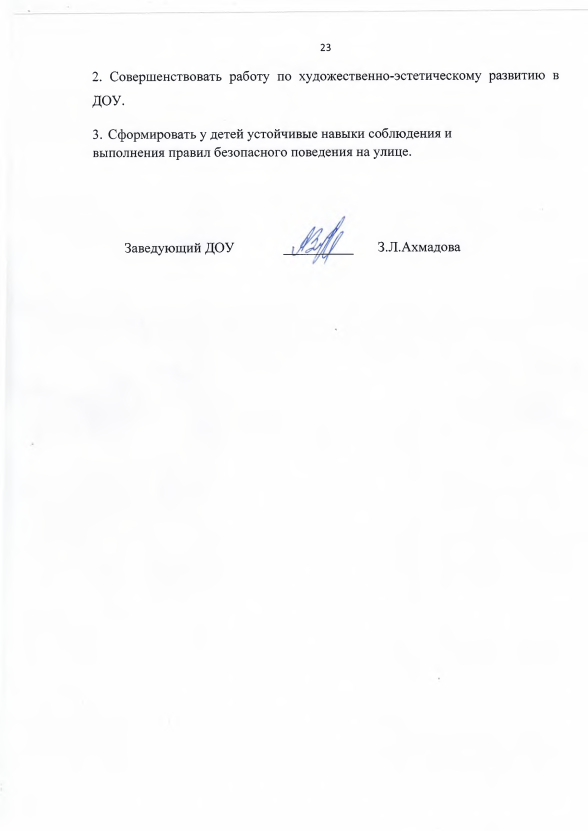 23
2. Совершенствовать работу по художественно-эстетическому развитию в
ДОУ.
3. Сформировать у детей устойчивые навыки соблюдения и
выполнения правил безопасного поведения на улице.
Заведующий ДОУ З.Л.Ахмадова